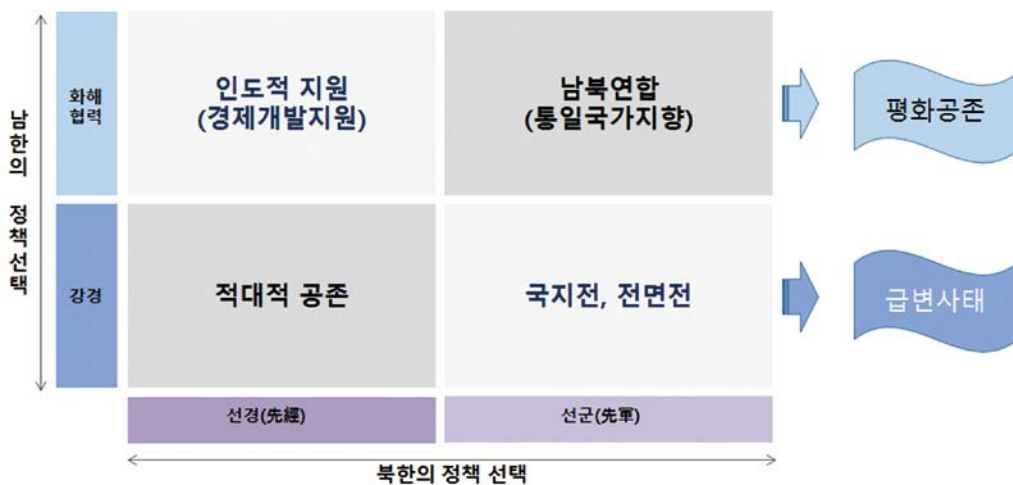 남한의 정책 선택
화해
협력
인도적 지원
(경제개발지원)
남북연합
(통일국가지향)
평화공존
강경
적대적 공존
국지전, 전면전
급변사태
선경(先經)
선군(先軍)
북한의 정책 선택